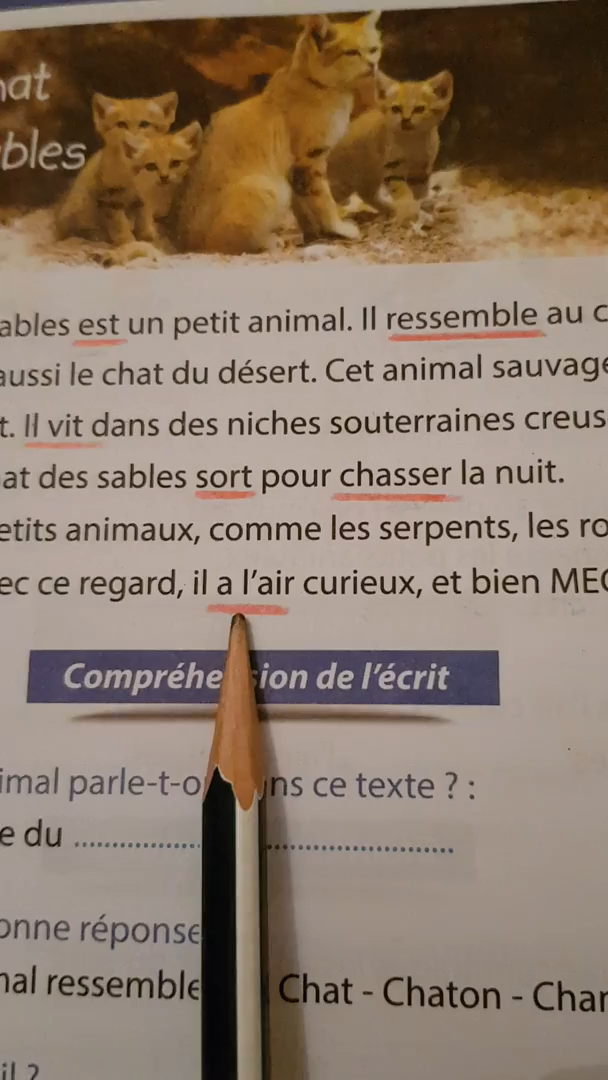 hat
bles
ables est un petit animal. Il ressemble au c
aussi le chat du désert. Cet animal sauvage
t. Il vit dans des niches souterraines creus
at des sables sort pour chasser la nuit.
etits animaux, comme les serpents, les ro
ec ce regard, il a l'air curieux, et bien MEC
Compréhe sion de l'écrit
imal parle-t-o ns ce texte ? :
e du ........................................
onne réponse
nal ressemble Chat - Chaton - Char
il ?